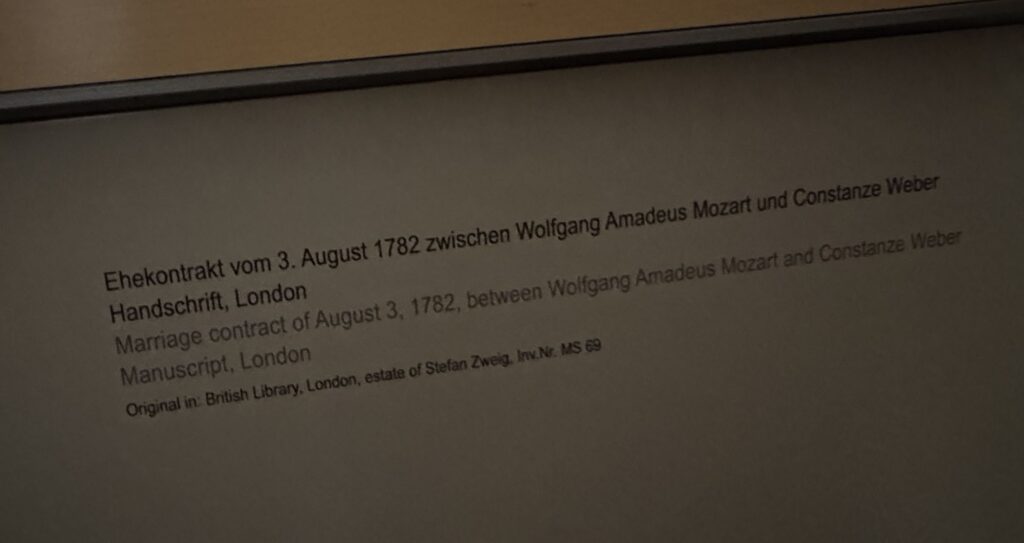 Ehekontrakt vom 3. August 1782 zwischen Wolfgang Amadeus Mozart und Constanze Weber
Handschrift, London
Marriage contract of August 3, 1782, between Wolfgang Amadeus Mozart and Constanze Weber
Manuscript, London
Original in: British Library, London, estate of Stefan Zweig, Inv.Nr. MS 69